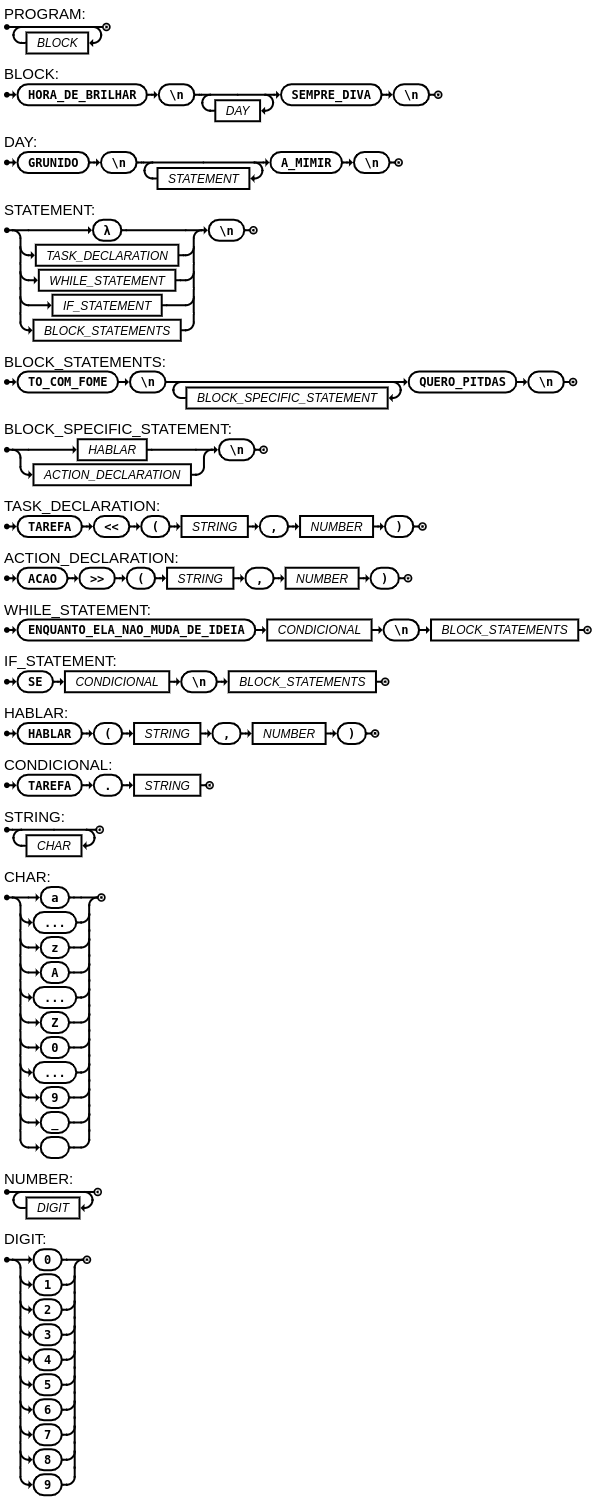 PROGRAM:
BLOCK
BLOCK:
HORA_DE_BRILHAR \n SEMPRE_DIVA \n
DAY
DAY:
GRUNIDO \n A_MIMIR \n
STATEMENT
STATEMENT:
λ \n
TASK_DECLARATION
WHILE_STATEMENT
IF_STATEMENT
BLOCK_STATEMENTS
BLOCK_STATEMENTS:
TO_COM_FOME \n QUERO_PITDAS \n
BLOCK_SPECIFIC_STATEMENT
BLOCK_SPECIFIC_STATEMENT:
HABLAR \n
ACTION_DECLARATION
TASK_DECLARATION:
TAREFA << ( STRING , NUMBER )
ACTION_DECLARATION:
ACAO >> ( STRING , NUMBER )
WHILE_STATEMENT:
ENQUANTO_ELA_NAO_MUDA_DE_IDEIA CONDICIONAL \n BLOCK_STATEMENTS
IF_STATEMENT:
SE CONDICIONAL \n BLOCK_STATEMENTS
HABLAR:
HABLAR ( STRING , NUMBER )
CONDICIONAL:
TAREFA . STRING
STRING:
CHAR
CHAR:
a
...
z
A
...
Z
0
...
9
_
NUMBER:
DIGIT
DIGIT:
0
1
2
3
4
5
6
7
8
9